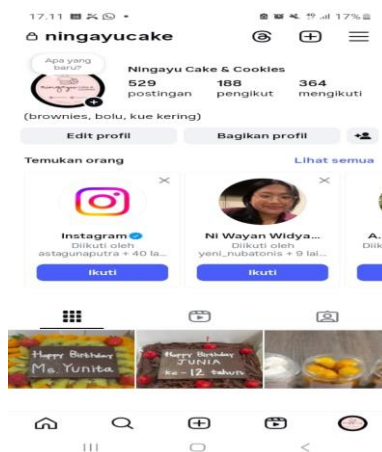 17.11
17%
ningayucake
Apa yang
baru?
Ningayu Cake & Cookies
529 188 364
postingan pengikut mengikuti
(brownies, bolu, kue kering)
Edit profil Bagikan profil
Temukan orang Lihat semua
Instagram Ni Wayan Widya... A.
Diikuti oleh Diikuti oleh Diik
astagunaputra + 40 la... yeni_nubatonis + 9 lai...
Ikuti Ikuti
Happy Birthday Happy Birthday
Ms. Yunita JUNIA
ke - 12 tahun